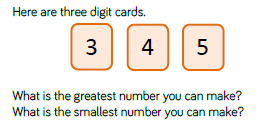 Here are three digit cards.
3 4 5
What is the greatest number you can make?
What is the smallest number you can make?